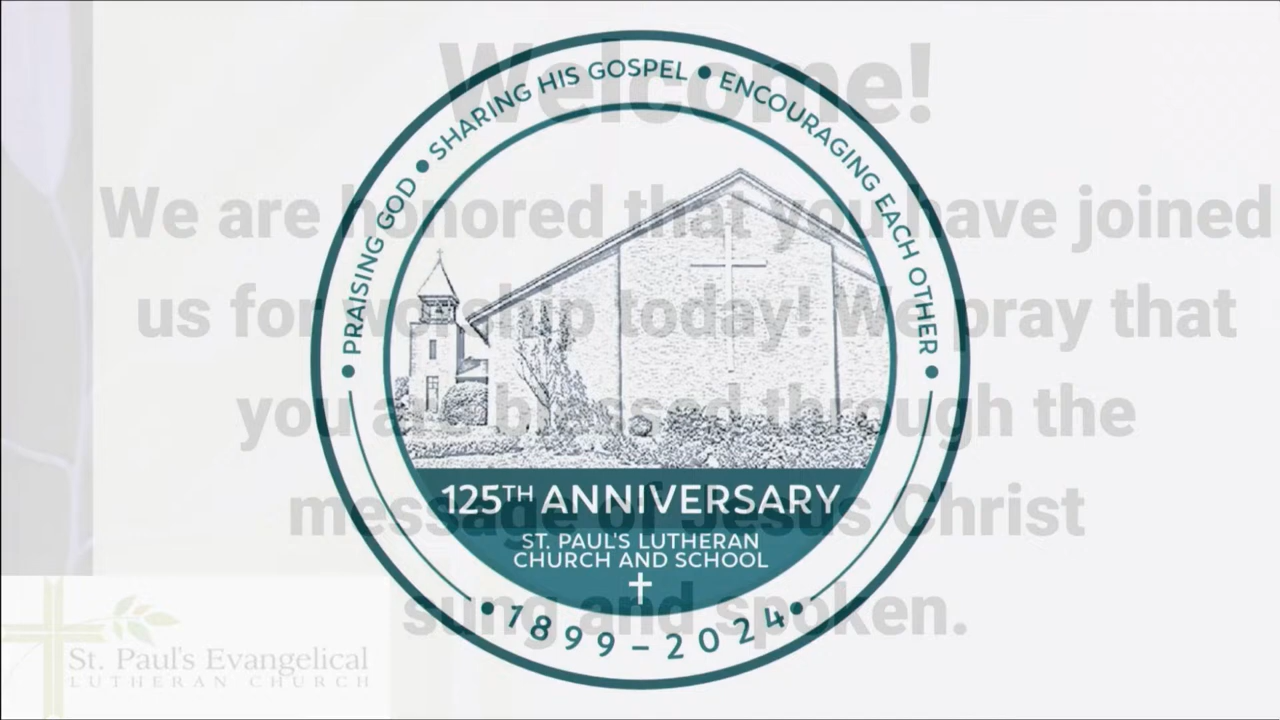 Welcome!
We are honored that you have joined
us for worship today! We pray that
you are blessed through the
message of Jesus Christ
sung and spoken.
• PRAISING GOD • SHARING HIS GOSPEL • ENCOURAGING EACH OTHER •
125TH ANNIVERSARY
ST. PAUL'S LUTHERAN
CHURCH AND SCHOOL
• 1899 – 2024 •
St. Paul's Evangelical
LUTHERAN CHURCH